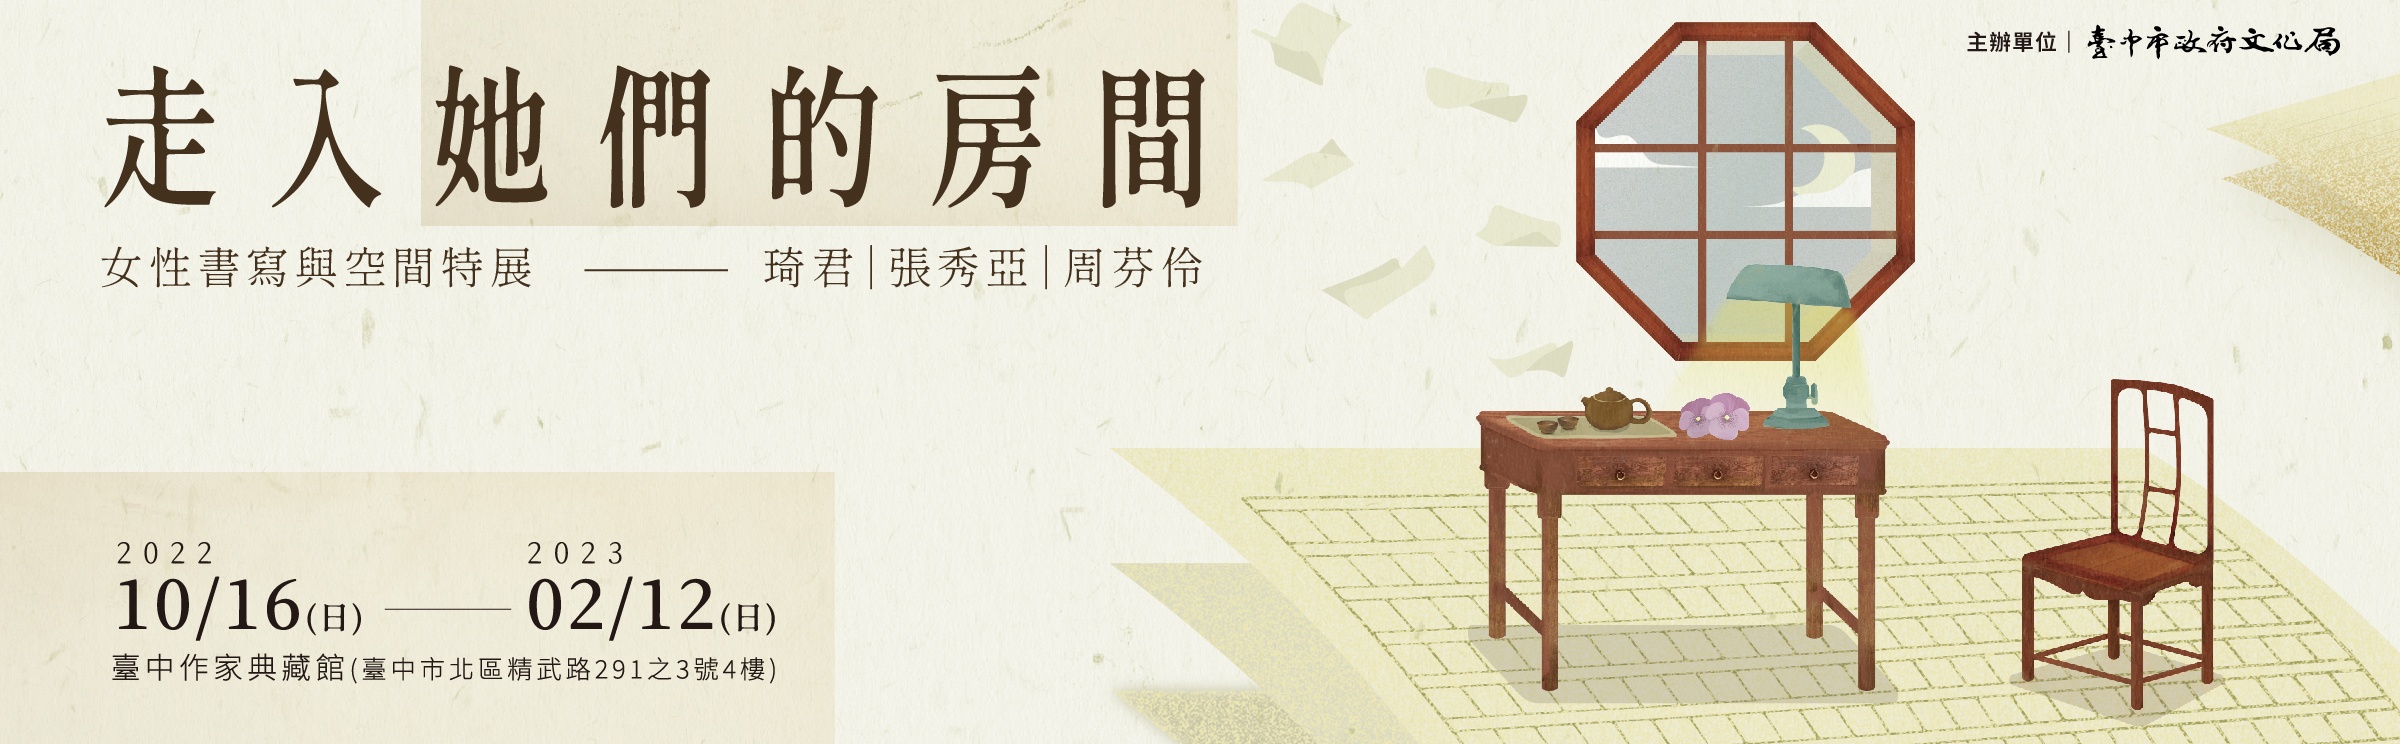 走入她們的房間
女性書寫與空間特展 —— 琦君|張秀亞|周芬伶
主辦單位|臺中市政府文化局
2022 2023
10/16(日) —— 02/12(日)
臺中作家典藏館(臺中市北區精武路291之3號4樓)